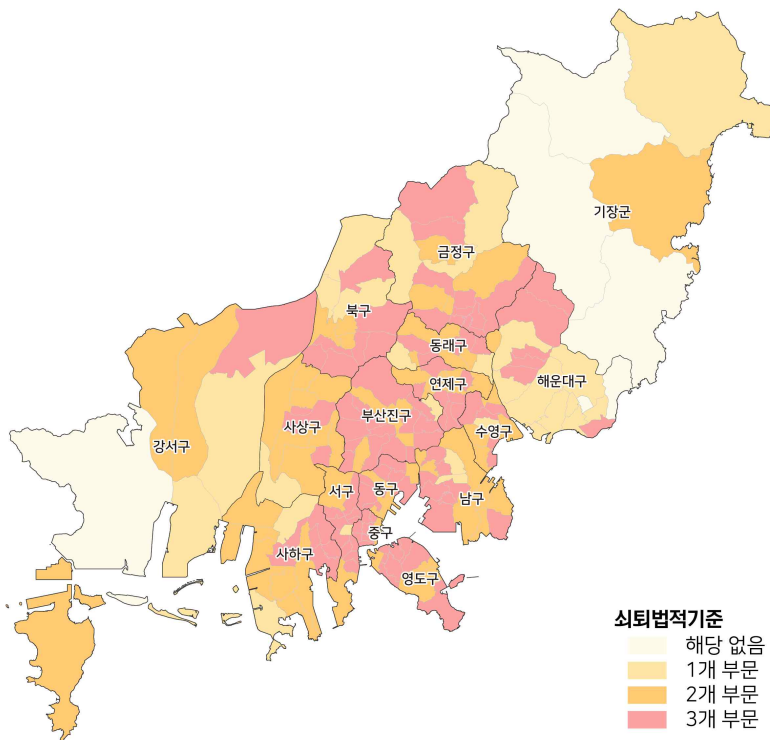 기장군
금정구
북구
동래구
연제구
해운대구
부산진구
사상구
수영구
강서구
서구
동구
남구
중구
사하구
영도구
쇠퇴법적기준
해당 없음
1개 부문
2개 부문
3개 부문